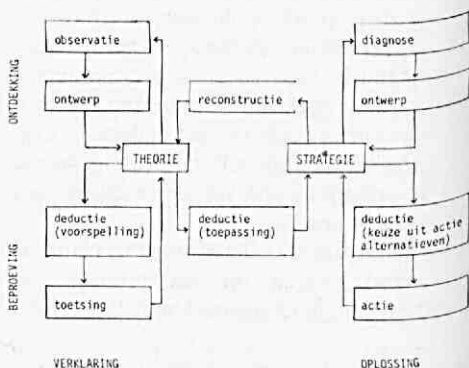 ONTDEKKING
observatie
diagnose
ontwerp
reconstructie
ontwerp
THEORIE
STRATEGIE
BEPROEVING
deductie
(voorspelling)
deductie
(toepassing)
deductie
(keuze uit actie
alternatieven)
toetsing
actie
VERKLARING
OPLOSSING